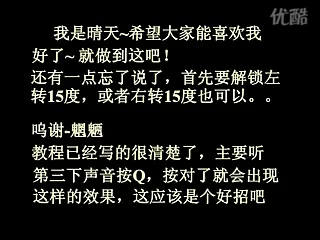 优酷
我是晴天~希望大家能喜欢我
好了~ 就做到这吧！
还有一点忘了说了，首先要解锁左
转15度，或者右转15度也可以。。
呜谢-魍魉
教程已经写的很清楚了，主要听
第三下声音按Q，按对了就会出现
这样的效果，这应该是个好招吧